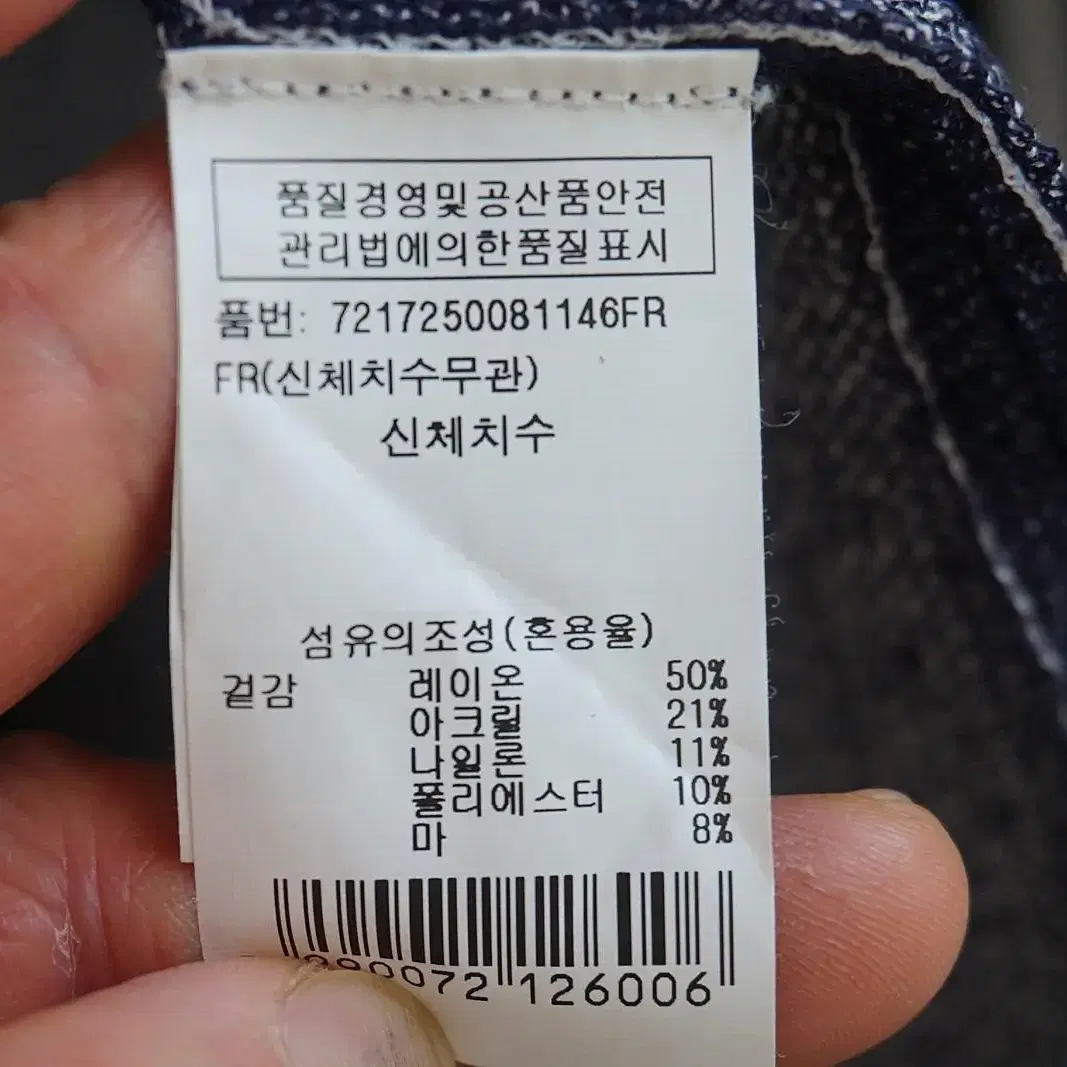 품질경영및공산품안전
관리법에의한품질표시
품번: 7217250081146FR
FR(신체치수무관)
신체치수
섬유의조성(혼용율)
겉감 레이온 50%
아크릴 21%
나일론 11%
폴리에스터 10%
마 8%
90072 126006